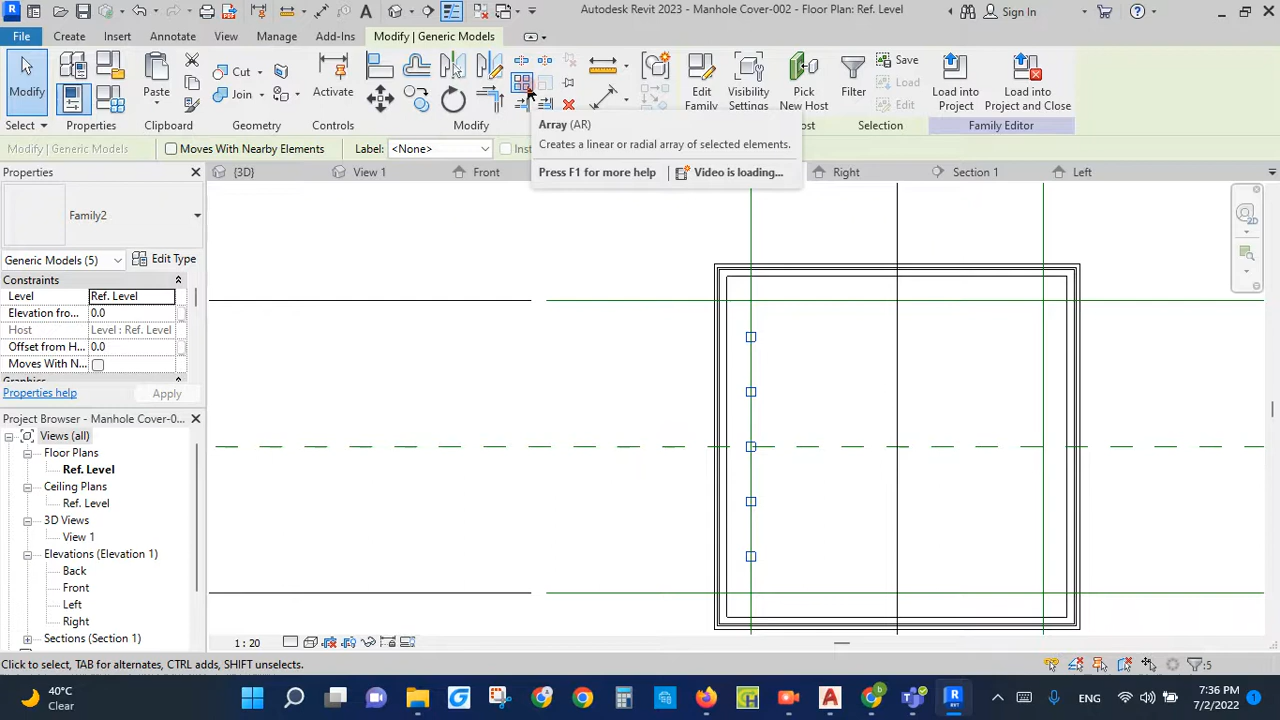 Autodesk Revit 2023 - Manhole Cover-002 - Floor Plan: Ref. Level
Sign In
File
Create
Insert
Annotate
View
Manage
Add-Ins
Modify | Generic Models
Modify
Paste
Cut
Join
Activate
Edit
Family
Visibility
Settings
Pick
New Host
Filter
Save
Load
Edit
Load into
Project
Load into
Project and Close
Select
Properties
Clipboard
Geometry
Controls
Modify
Selection
Family Editor
Modify | Generic Models
Moves With Nearby Elements
Label:
<None>
Array (AR)
Creates a linear or radial array of selected elements.
Press F1 for more help
Video is loading...
Properties
{3D}
View 1
Front
Right
Section 1
Left
Family2
Generic Models (5)
Edit Type
Constraints
Level
Ref. Level
Elevation fro...
0.0
Host
Level : Ref. Level
Offset from H...
0.0
Moves With N...
Graphics
Properties help
Apply
Project Browser - Manhole Cover-0...
Views (all)
Floor Plans
Ref. Level
Ceiling Plans
Ref. Level
3D Views
View 1
Elevations (Elevation 1)
Back
Front
Left
Right
Sections (Section 1)
1 : 20
Click to select, TAB for alternates, CTRL adds, SHIFT unselects.
:5
40°C
Clear
ENG
7:36 PM
7/2/2022